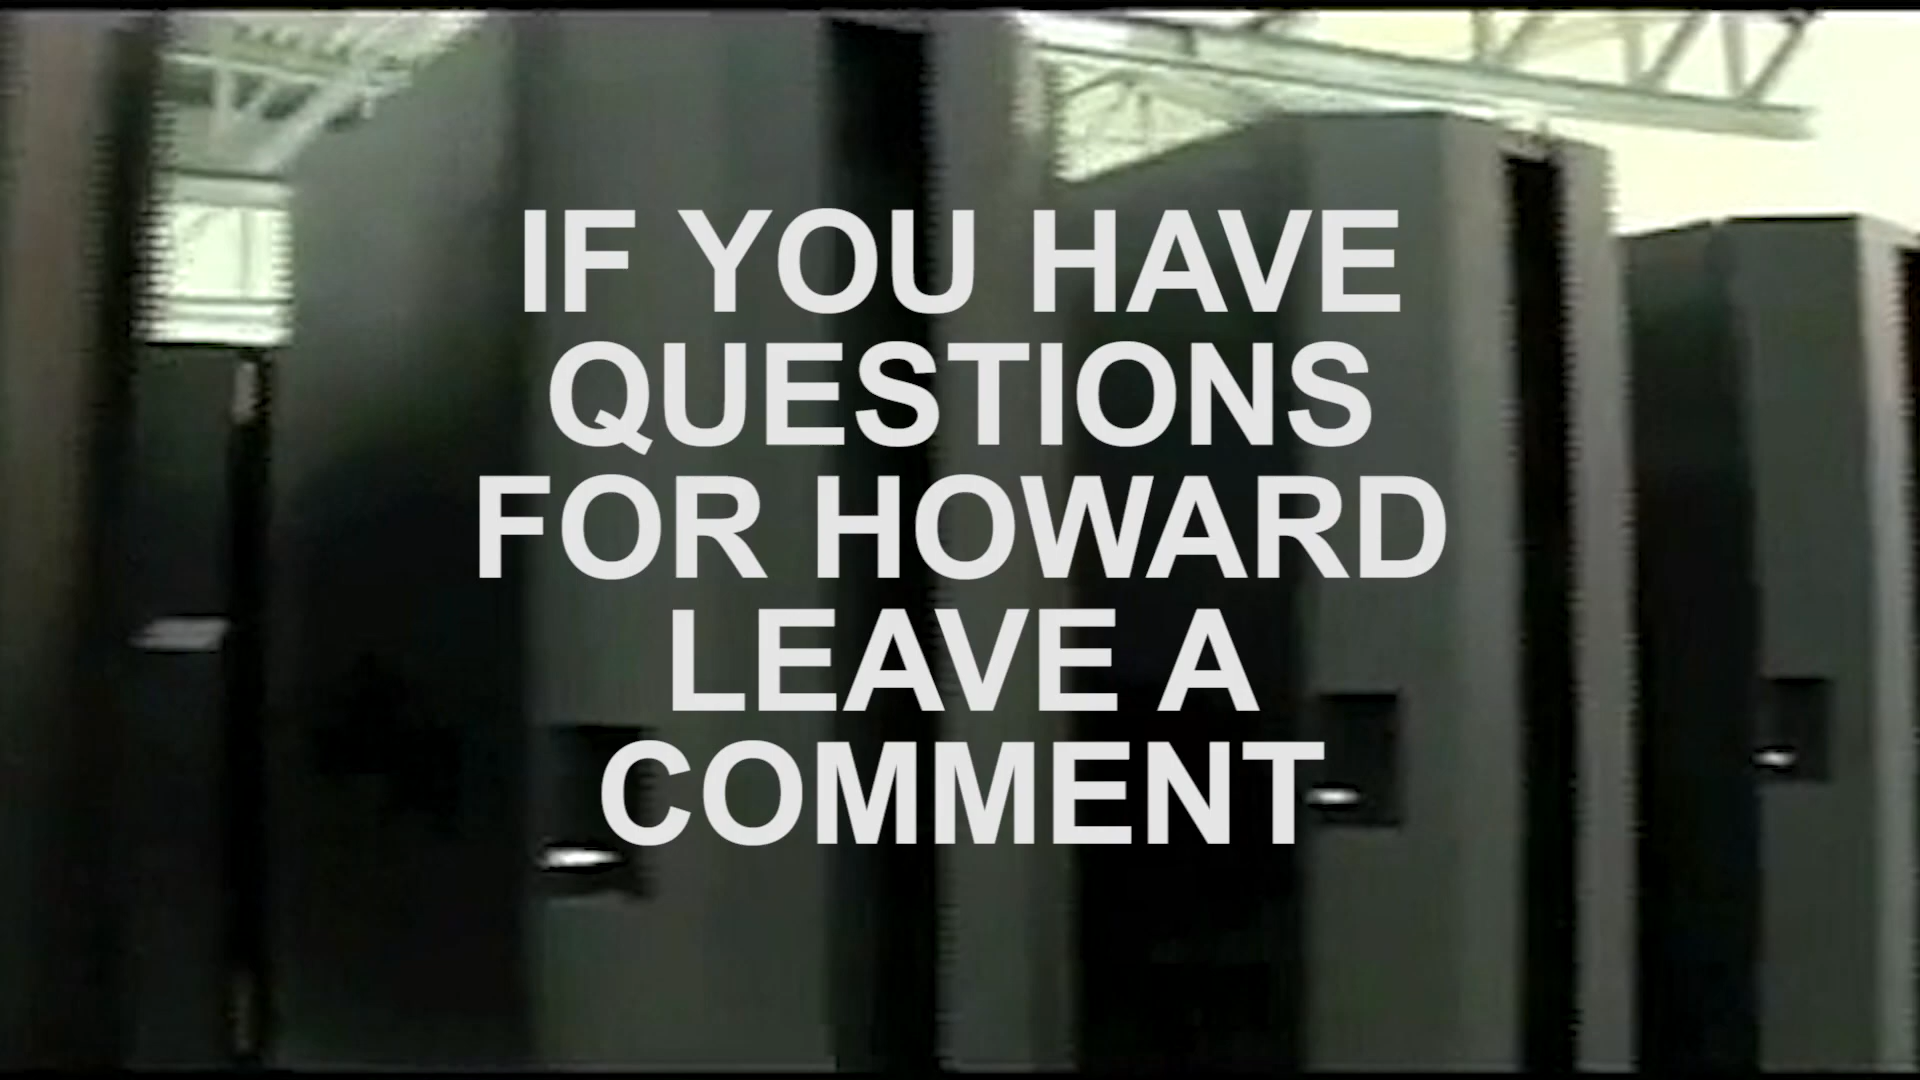 IF YOU HAVE
QUESTIONS
FOR HOWARD
LEAVE A
COMMENT